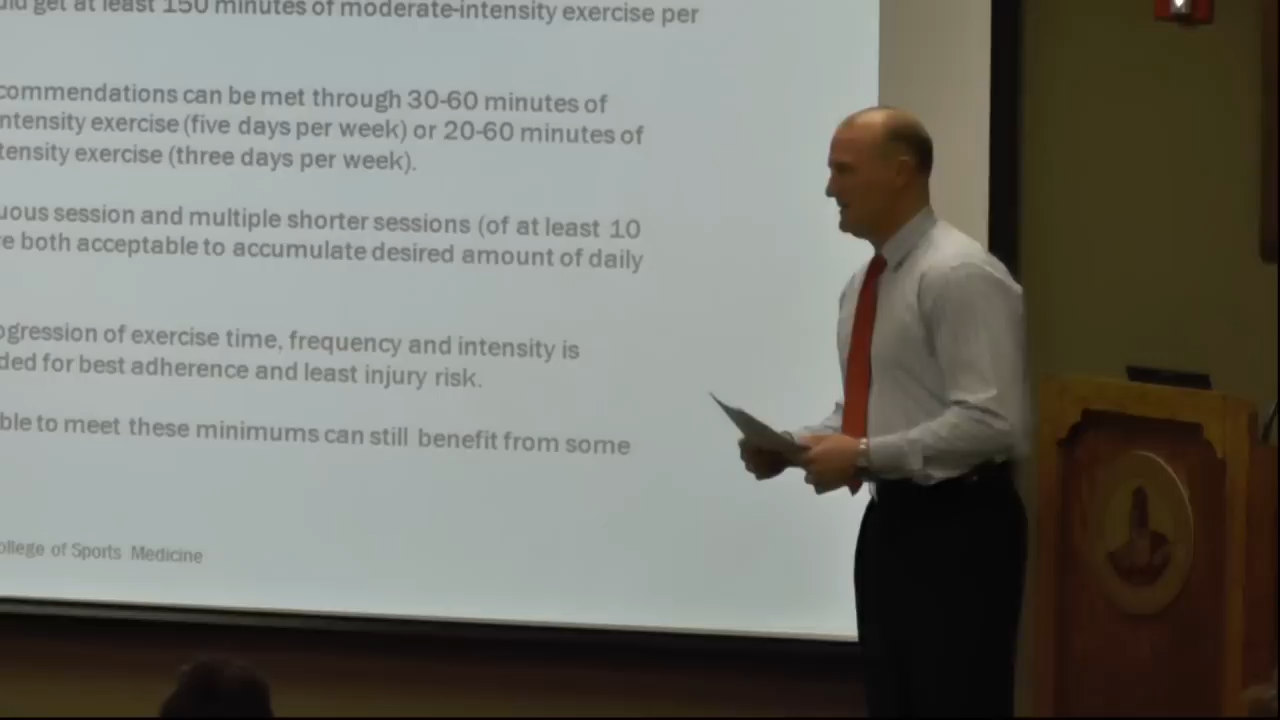 get at least 150 minutes of moderate-intensity exercise per
commendations can be met through 30-60 minutes of
ntensity exercise (five days per week) or 20-60 minutes of
tensity exercise (three days per week).
uous session and multiple shorter sessions (of at least 10
e both acceptable to accumulate desired amount of daily
ogression of exercise time, frequency and intensity is
ded for best adherence and least injury risk.
ble to meet these minimums can still benefit from some
ollege of Sports Medicine